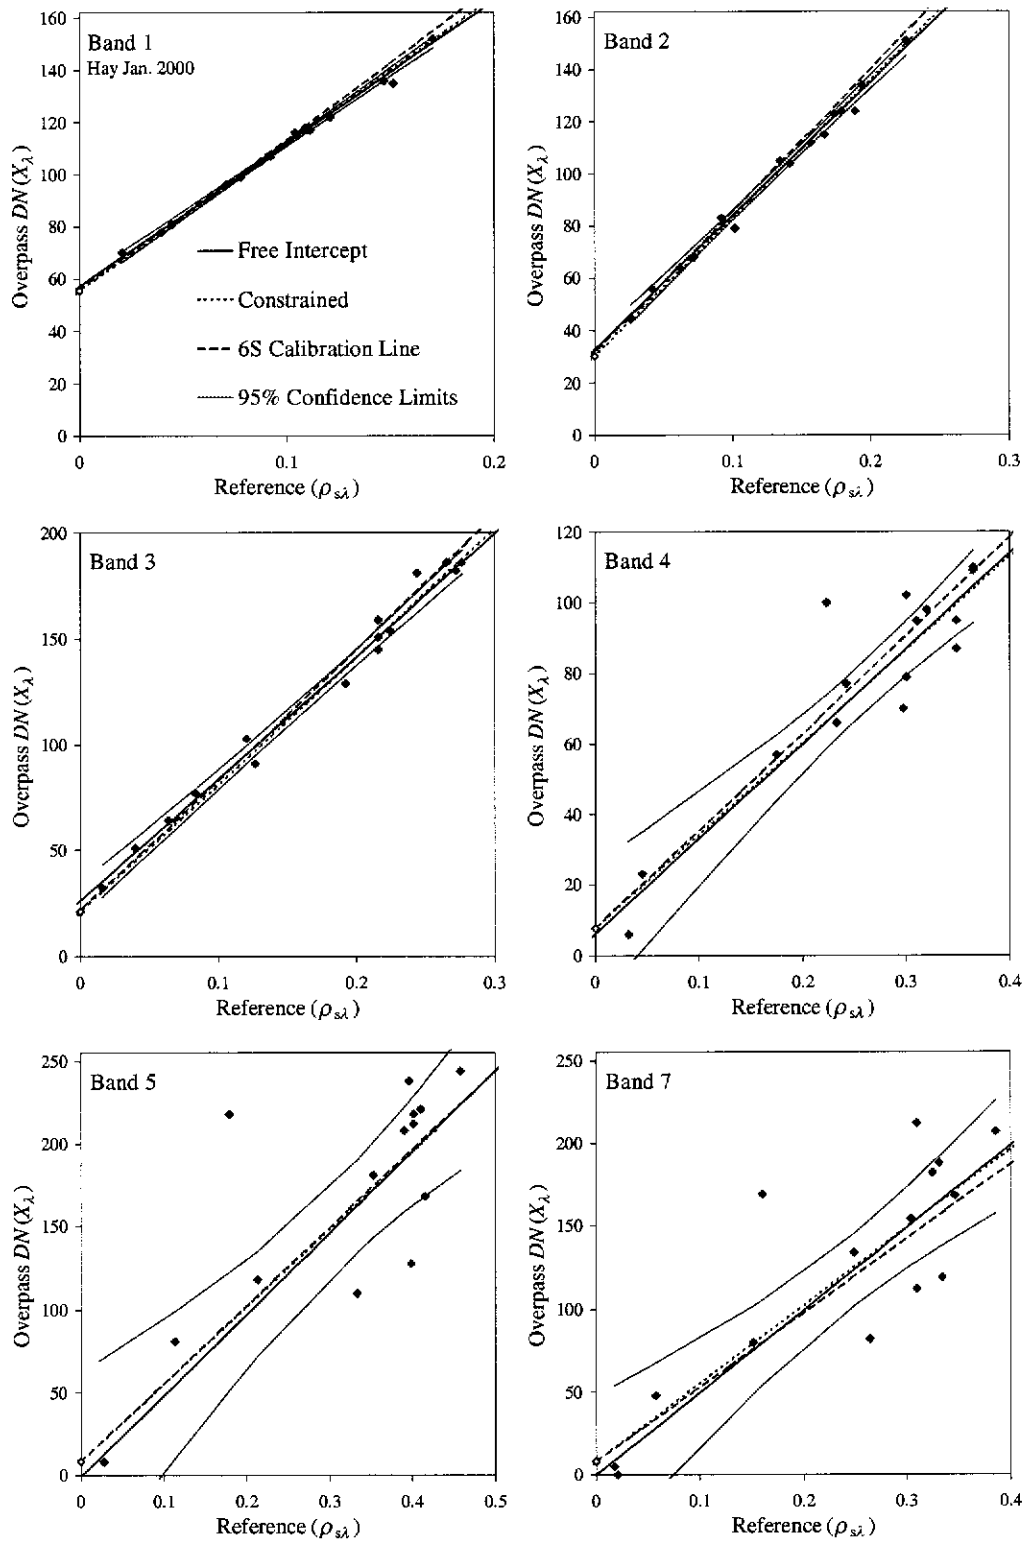 Band 1
Hay Jan. 2000
Overpass DN (Xλ)
160
140
120
100
80
60
40
20
0
Free Intercept
Constrained
6S Calibration Line
95% Confidence Limits
0 0.1 0.2
Reference (ρsλ)
Band 2
Overpass DN (Xλ)
160
140
120
100
80
60
40
20
0
0 0.1 0.2 0.3
Reference (ρsλ)
Band 3
Overpass DN (Xλ)
200
150
100
50
0
0 0.1 0.2 0.3
Reference (ρsλ)
Band 4
Overpass DN (Xλ)
120
100
80
60
40
20
0
0 0.1 0.2 0.3 0.4
Reference (ρsλ)
Band 5
Overpass DN (Xλ)
250
200
150
100
50
0
0 0.1 0.2 0.3 0.4 0.5
Reference (ρsλ)
Band 7
Overpass DN (Xλ)
250
200
150
100
50
0
0 0.1 0.2 0.3 0.4
Reference (ρsλ)